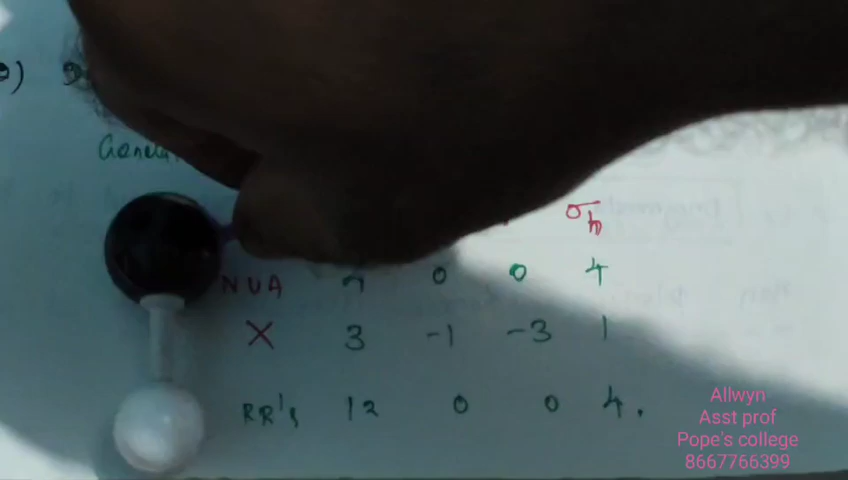 σh
NUA 0 0 4
X 3 -1 -3 1
RR's 12 0 0 4.
Allwyn
Asst prof
Pope's college
8667766399